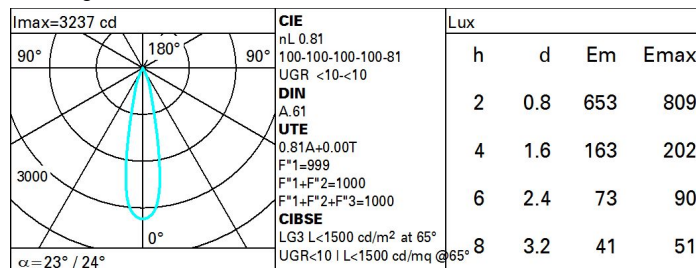 Imax=3237 cd
90° 180° 90°
3000
0°
α=23° / 24°
CIE
nL 0.81
100-100-100-100-81
UGR <10-<10
DIN
A.61
UTE
0.81A+0.00T
F"1=999
F"1+F"2=1000
F"1+F"2+F"3=1000
CIBSE
LG3 L<1500 cd/m² at 65°
UGR<10 | L<1500 cd/mq @65°
Lux
h d Em Emax
2 0.8 653 809
4 1.6 163 202
6 2.4 73 90
8 3.2 41 51